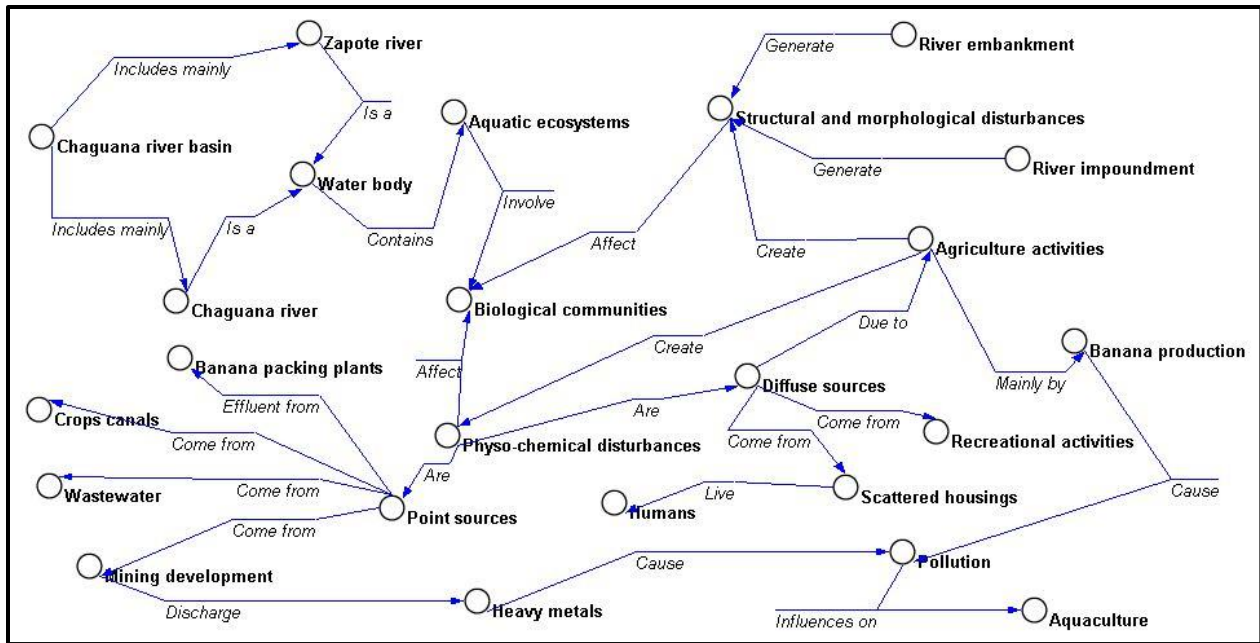 Zapote river
River embankment
Generate
Includes mainly
Is a
Aquatic ecosystems
Structural and morphological disturbances
Chaguana river basin
Water body
Generate
River impoundment
Involve
Includes mainly
Is a
Contains
Affect
Create
Agriculture activities
Chaguana river
Biological communities
Due to
Create
Banana packing plants
Affect
Mainly by
Banana production
Effluent from
Diffuse sources
Are
Crops canals
Come from
Physo-chemical disturbances
Come from
Come from
Recreational activities
Are
Wastewater
Come from
Live
Scattered housings
Cause
Point sources
Humans
Come from
Mining development
Cause
Pollution
Discharge
Heavy metals
Influences on
Aquaculture